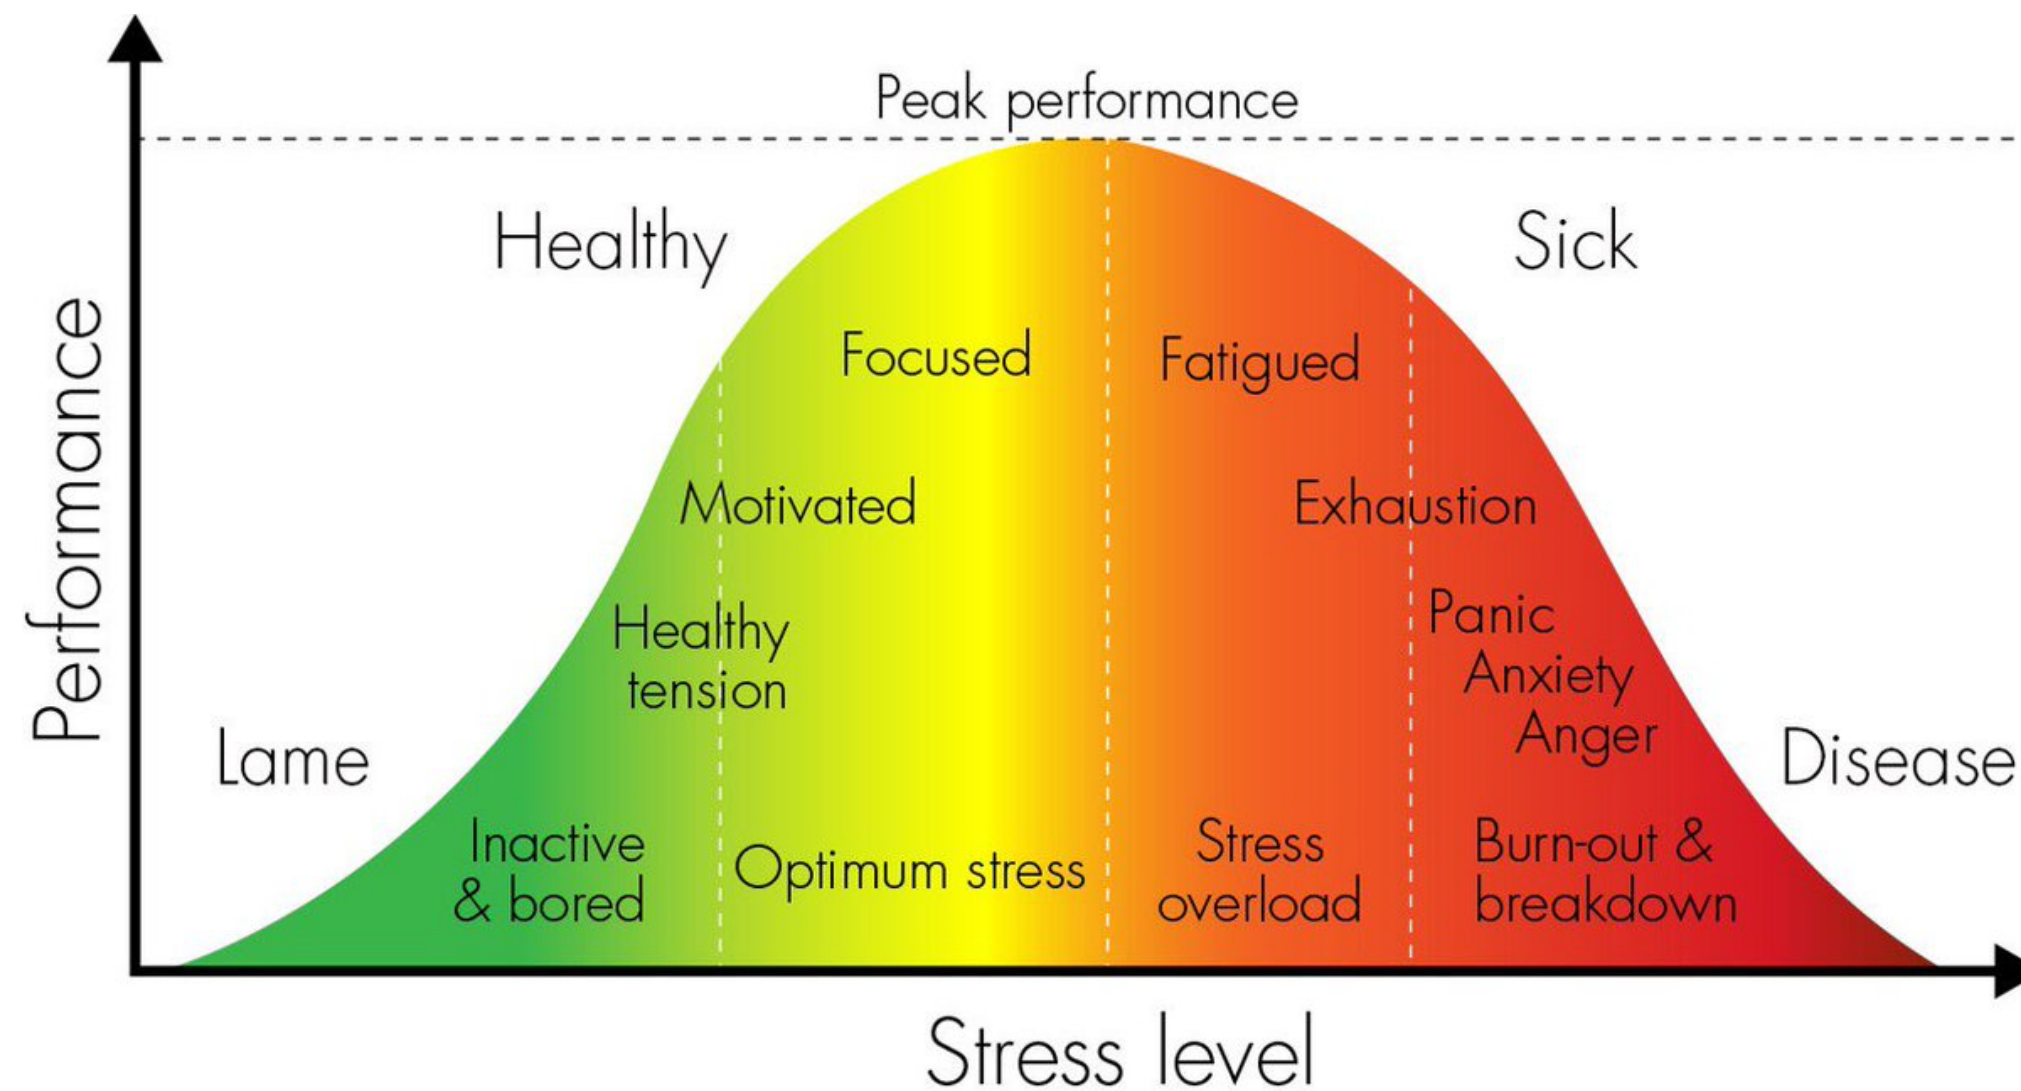 Peak performance
Healthy
Sick
Performance
Focused
Fatigued
Motivated
Exhaustion
Healthy
tension
Panic
Anxiety
Anger
Lame
Disease
Inactive
& bored
Optimum stress
Stress
overload
Burn-out &
breakdown
Stress level